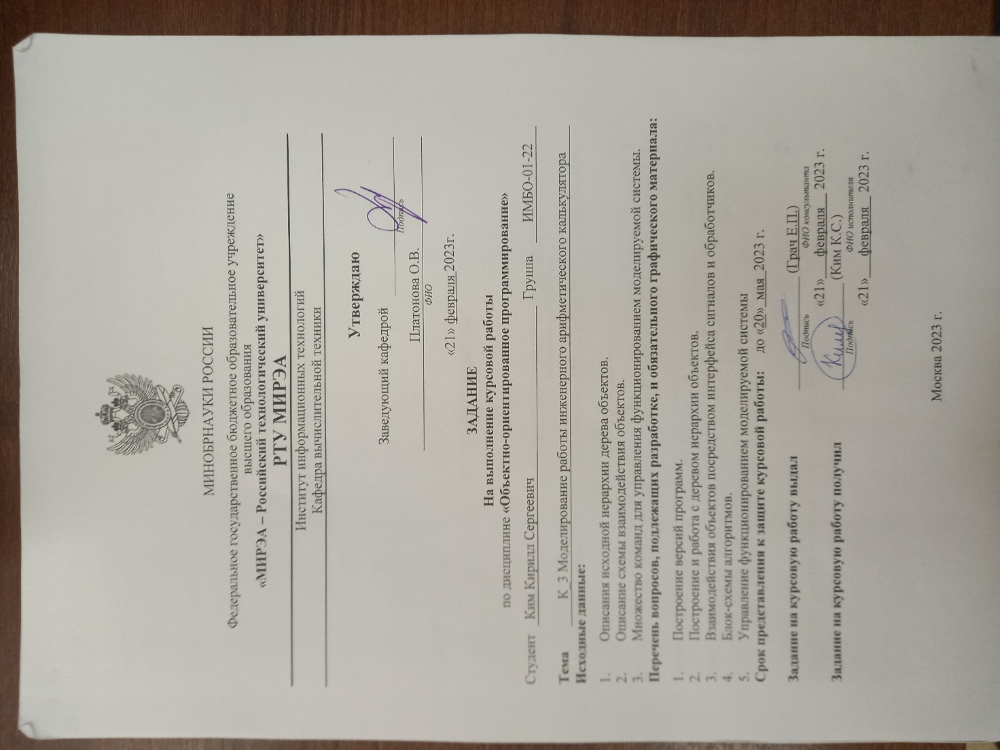 МИНОБРНАУКИ РОССИИ
Федеральное государственное бюджетное образовательное учреждение
высшего образования
«МИРЭА – Российский технологический университет»
РТУ МИРЭА
Институт информационных технологий
Кафедра вычислительной техники
Утверждаю
Заведующий кафедрой
Подпись
Платонова О.В.
ФИО
«21» февраля 2023г.
ЗАДАНИЕ
На выполнение курсовой работы
по дисциплине «Объектно-ориентированное программирование»
Студент Ким Кирилл Сергеевич Группа ИМБО-01-22
Тема К_3 Моделирование работы инженерного арифметического калькулятора
Исходные данные:
1. Описания исходной иерархии дерева объектов.
2. Описание схемы взаимодействия объектов.
3. Множество команд для управления функционированием моделируемой системы.
Перечень вопросов, подлежащих разработке, и обязательного графического материала:
1. Построение версий программ.
2. Построение и работа с деревом иерархии объектов.
3. Взаимодействия объектов посредством интерфейса сигналов и обработчиков.
4. Блок-схемы алгоритмов.
5. Управление функционированием моделируемой системы
Срок представления к защите курсовой работы: до «20» мая 2023 г.
Задание на курсовую работу выдал (Грач Е.П.)
Подпись ФИО консультанта
«21» февраля 2023 г.
Задание на курсовую работу получил (Ким К.С.)
Подпись ФИО исполнителя
«21» февраля 2023 г.
Москва 2023 г.